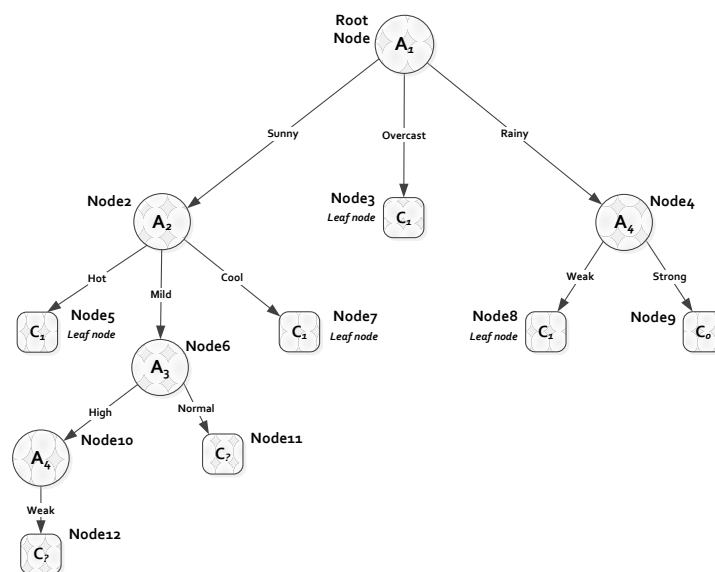 Root
Node
A1
Sunny
Overcast
Rainy
Node2
A2
Node3
Leaf node
C1
Node4
A4
Hot
Mild
Cool
Weak
Strong
C1
Node5
Leaf node
C1
Node7
Leaf node
Node8
Leaf node
C1
Node9
C0
Node6
A3
High
Normal
Node10
A4
Node11
C?
Weak
Node12
C?